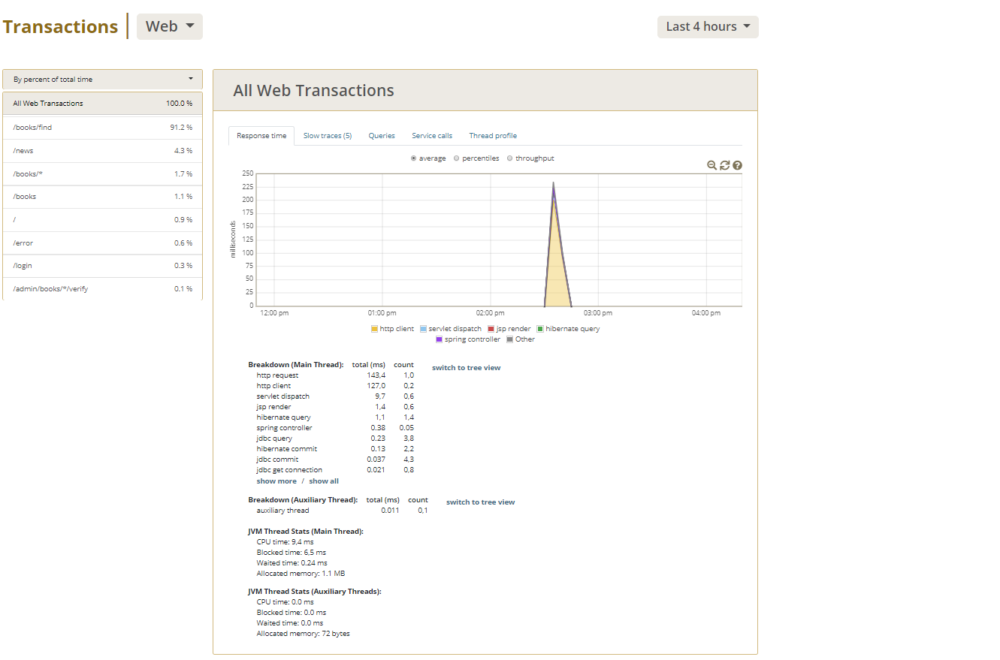 Transactions Web Last 4 hours
By percent of total time
All Web Transactions 100.0 %
/books/find 91.2 %
/news 4.3 %
/books/* 1.7 %
/books 1.1 %
/ 0.9 %
/error 0.6 %
/login 0.3 %
/admin/books/*/verify 0.1 %
All Web Transactions
Response time Slow traces (5) Queries Service calls Thread profile
average percentiles throughput
milliseconds
250
225
200
175
150
125
100
75
50
25
0
12:00 pm 01:00 pm 02:00 pm 03:00 pm 04:00 pm
http client servlet dispatch jsp render hibernate query
spring controller Other
Breakdown (Main Thread): total (ms) count switch to tree view
http request 143,4 1,0
http client 127,0 0,2
servlet dispatch 9,7 0,6
jsp render 1,4 0,6
hibernate query 1,1 1,4
spring controller 0.38 0.05
jdbc query 0.23 3,8
hibernate commit 0.13 2,2
jdbc commit 0.037 4,3
jdbc get connection 0.021 0,8
show more / show all
Breakdown (Auxiliary Thread): total (ms) count switch to tree view
auxiliary thread 0.011 0,1
JVM Thread Stats (Main Thread):
CPU time: 9,4 ms
Blocked time: 6,5 ms
Waited time: 0.24 ms
Allocated memory: 1.1 MB
JVM Thread Stats (Auxiliary Threads):
CPU time: 0.0 ms
Blocked time: 0.0 ms
Waited time: 0.0 ms
Allocated memory: 72 bytes